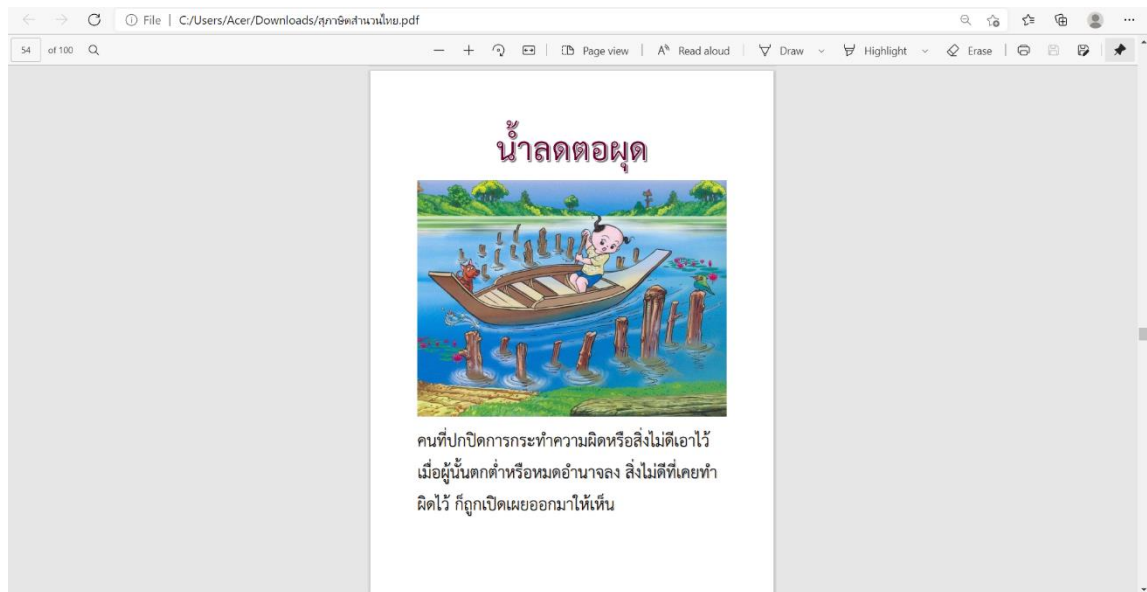 File | C:/Users/Acer/Downloads/สุภาษิตสำนวนไทย.pdf
54 of 100 Page view | Read aloud | Draw Highlight Erase
น้ำลดตอผุด
คนที่ปกปิดการกระทำความผิดหรือสิ่งไม่ดีเอาไว้
เมื่อผู้นั้นตกต่ำหรือหมดอำนาจลง สิ่งไม่ดีที่เคยทำ
ผิดไว้ ก็ถูกเปิดเผยออกมาให้เห็น